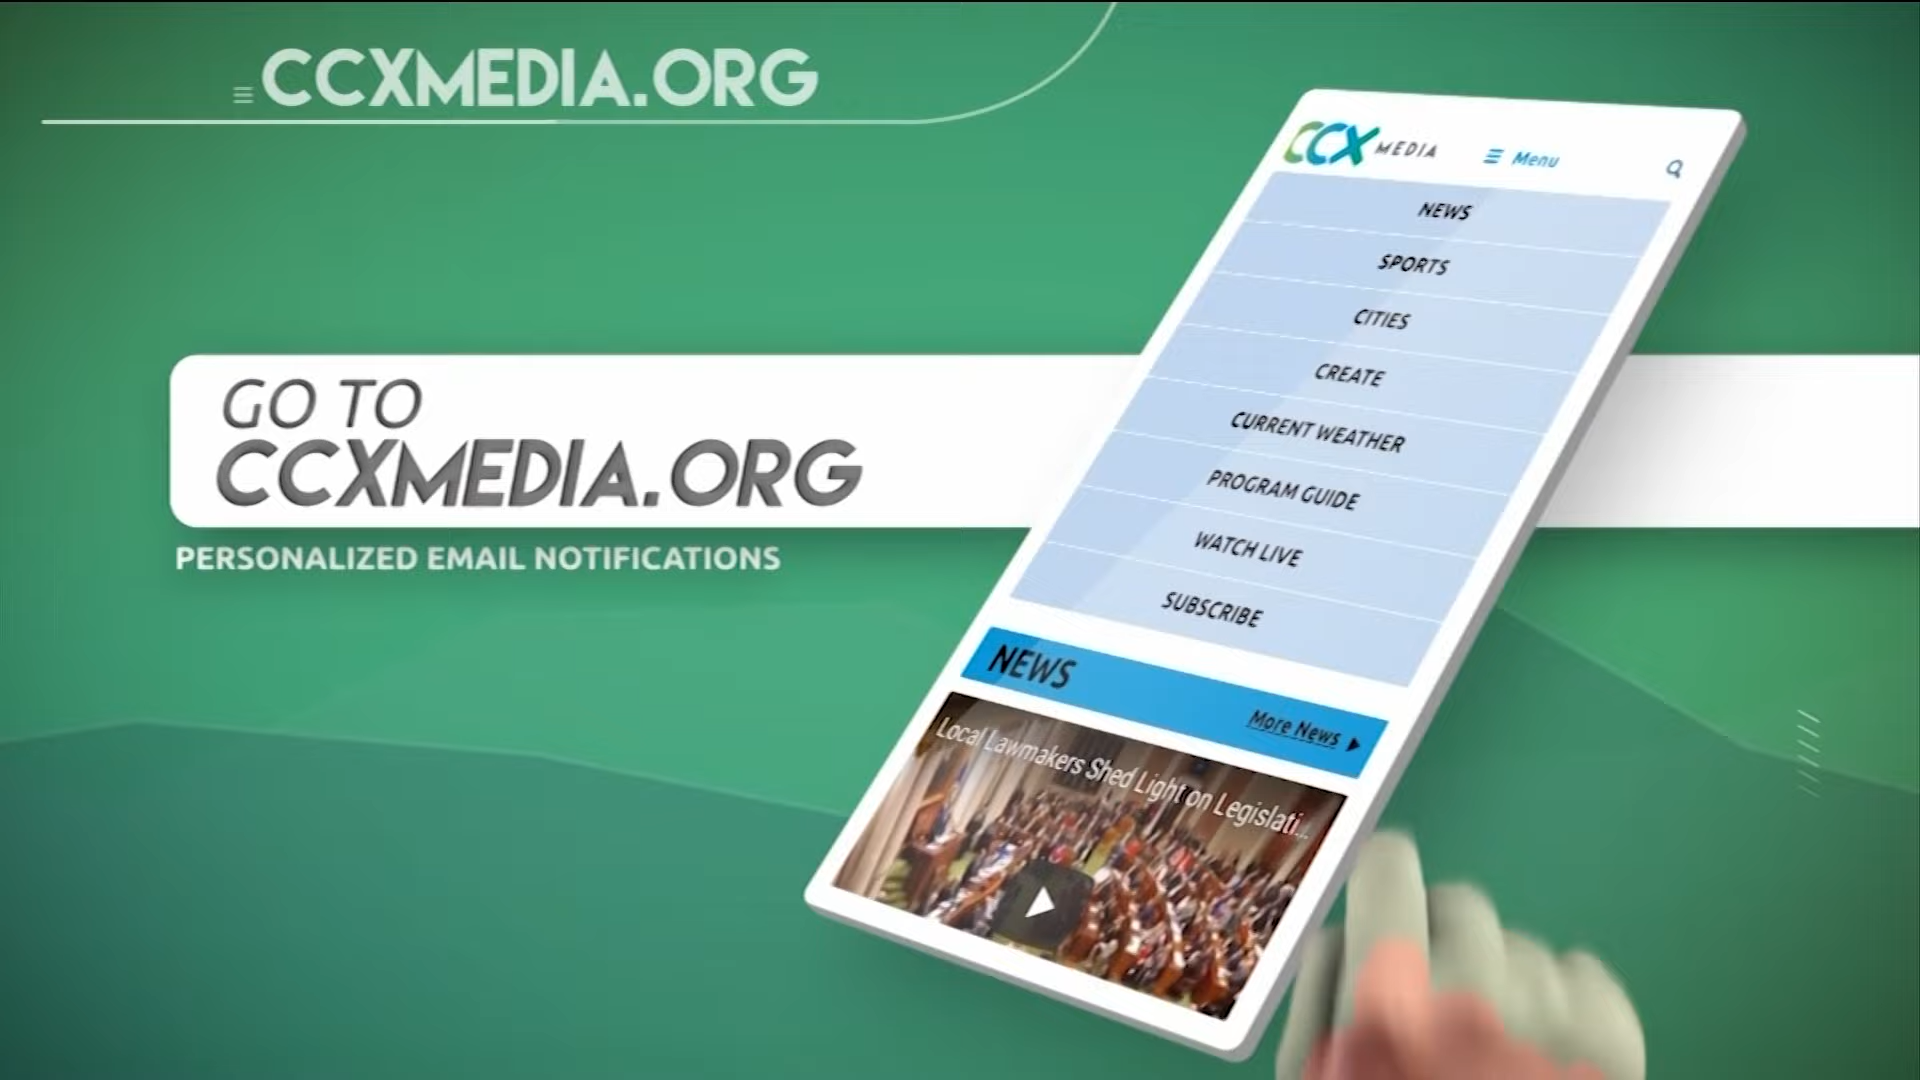 CCXMEDIA.ORG
GO TO
CCXMEDIA.ORG
PERSONALIZED EMAIL NOTIFICATIONS
CCX MEDIA
Menu
NEWS
SPORTS
CITIES
CREATE
CURRENT WEATHER
PROGRAM GUIDE
WATCH LIVE
SUBSCRIBE
NEWS
More News
Local Lawmakers Shed Light on Legislati...